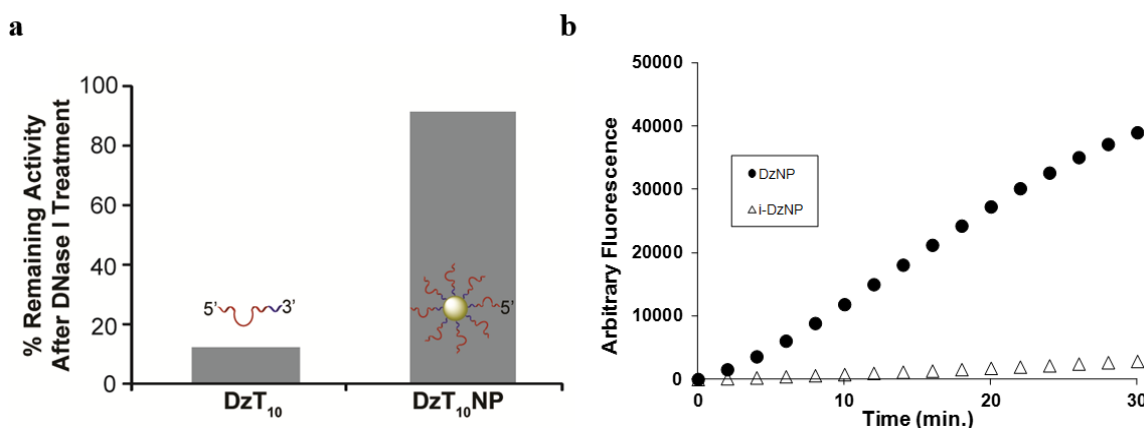 a
% Remaining Activity
After DNase I Treatment
100
80
60
40
20
0
5’
3’
5’
DzT₁₀
DzT₁₀NP
b
Arbitrary Fluorescence
50000
40000
30000
20000
10000
0
DzNP
i-DzNP
0
10
20
30
Time (min.)